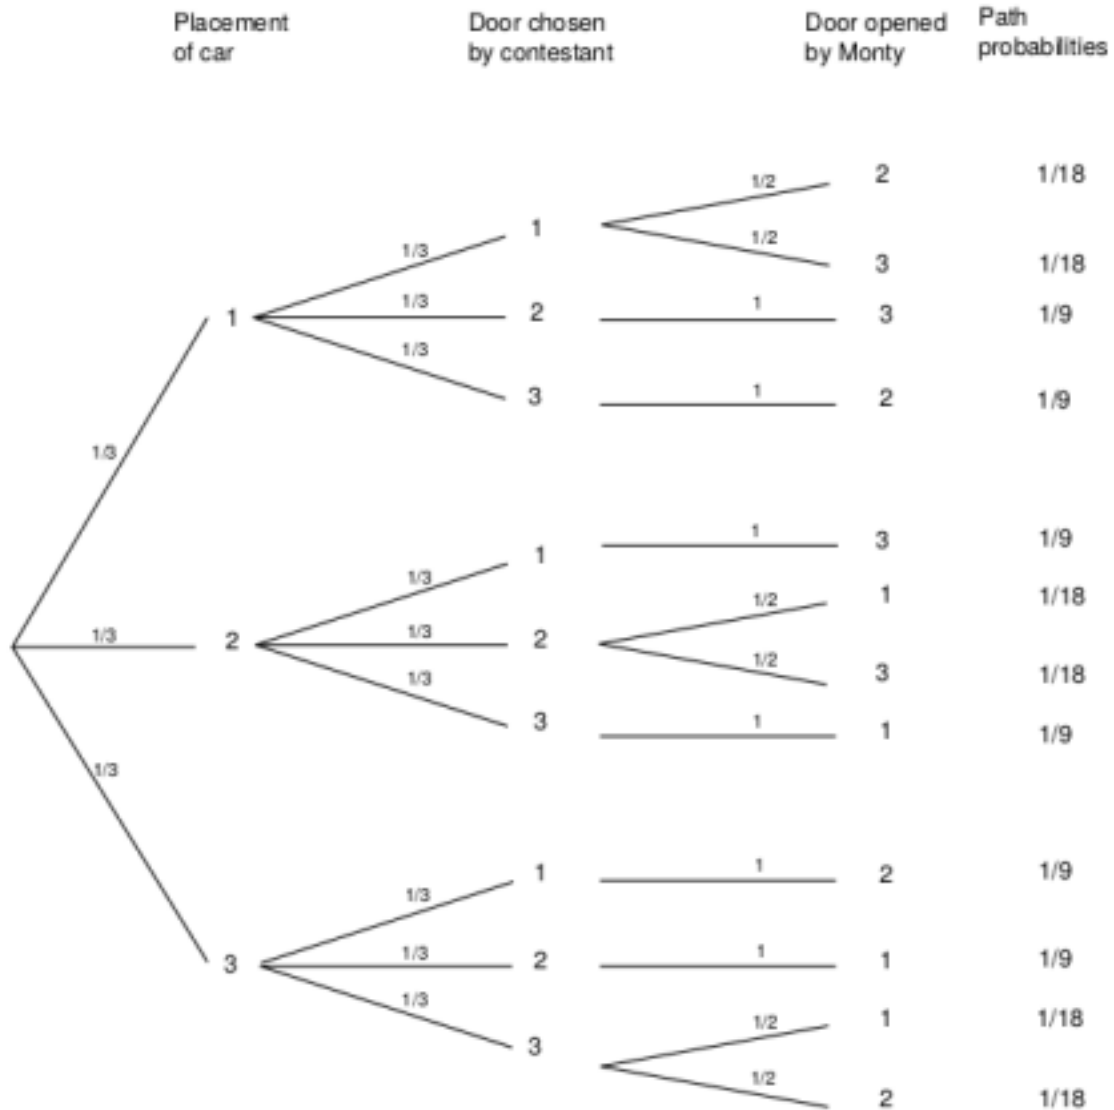 Placement
of car
Door chosen
by contestant
Door opened
by Monty
Path
probabilities
1/2 2 1/18
1/3 1
1/2 3 1/18
1 1/3 2 1 3 1/9
1/3 3 1 2 1/9
1/3
1 1 3 1/9
1/3 1/2 1 1/18
1/3 2 1/3 2
1/2 3 1/18
1/3 3 1 1 1/9
1/3
1/3 1 1 2 1/9
3 1/3 2 1 1 1/9
1/3 3 1/2 1 1/18
1/2 2 1/18